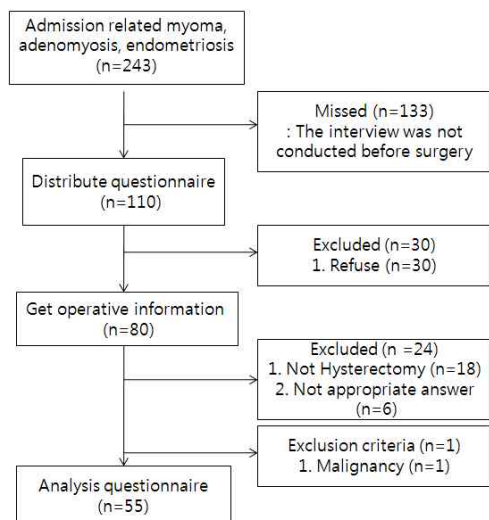 Admission related myoma,
adenomyosis, endometriosis
(n=243)
Missed (n=133)
: The interview was not
conducted before surgery
Distribute questionnaire
(n=110)
Excluded (n=30)
1. Refuse (n=30)
Get operative information
(n=80)
Excluded (n =24)
1. Not Hysterectomy (n=18)
2. Not appropriate answer
(n=6)
Exclusion criteria (n=1)
1. Malignancy (n=1)
Analysis questionnaire
(n=55)